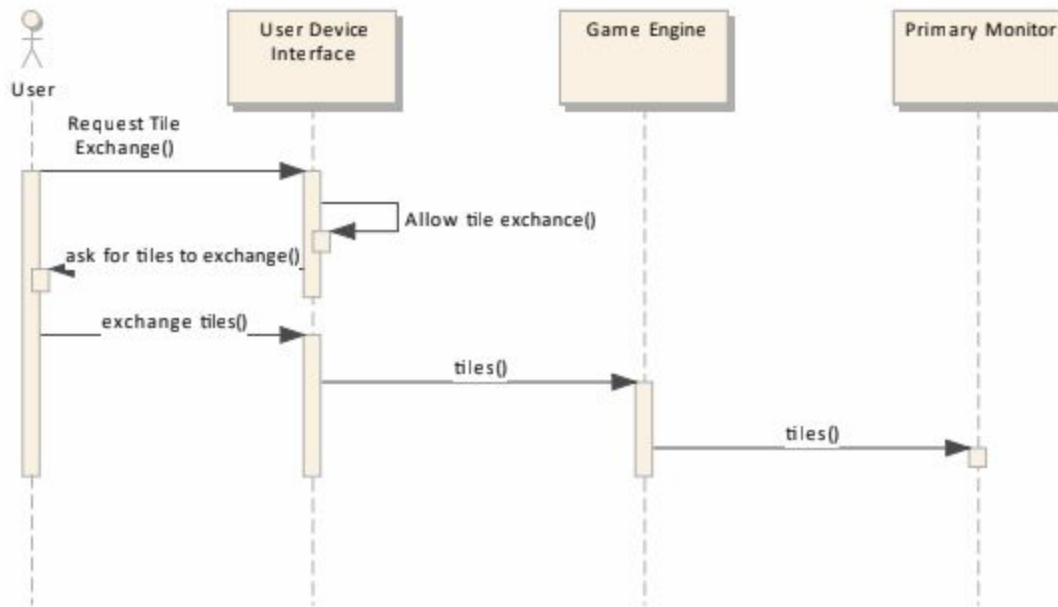 User Device
Interface
Game Engine
Primary Monitor
User
Request Tile
Exchange()
Allow tile exchance()
ask for tiles to exchange()
exchange tiles()
tiles()
tiles()